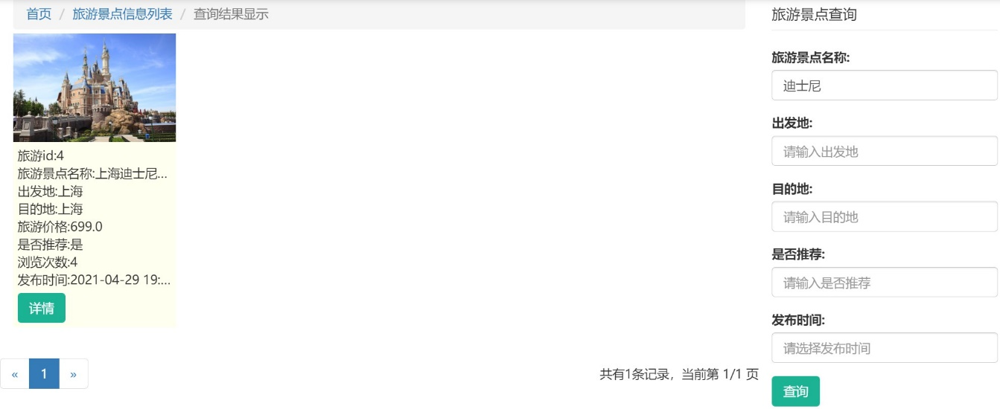 首页 / 旅游景点信息列表 / 查询结果显示
旅游id:4
旅游景点名称:上海迪士尼...
出发地:上海
目的地:上海
旅游价格:699.0
是否推荐:是
浏览次数:4
发布时间:2021-04-29 19:...
详情
« 1 »
共有1条记录，当前第 1/1 页
旅游景点查询
旅游景点名称:
迪士尼
出发地:
请输入出发地
目的地:
请输入目的地
是否推荐:
请输入是否推荐
发布时间:
请选择发布时间
查询